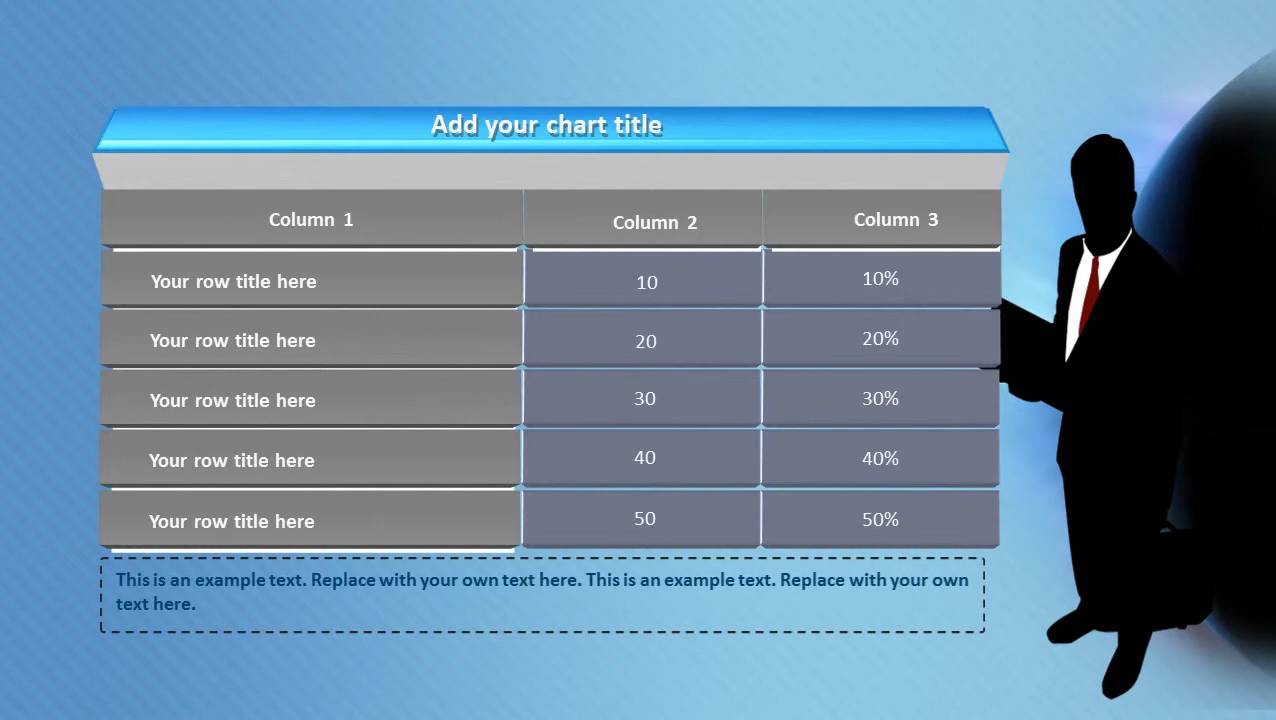 Add your chart title
Column 1 Column 2 Column 3
Your row title here 10 10%
Your row title here 20 20%
Your row title here 30 30%
Your row title here 40 40%
Your row title here 50 50%
This is an example text. Replace with your own text here. This is an example text. Replace with your own
text here.